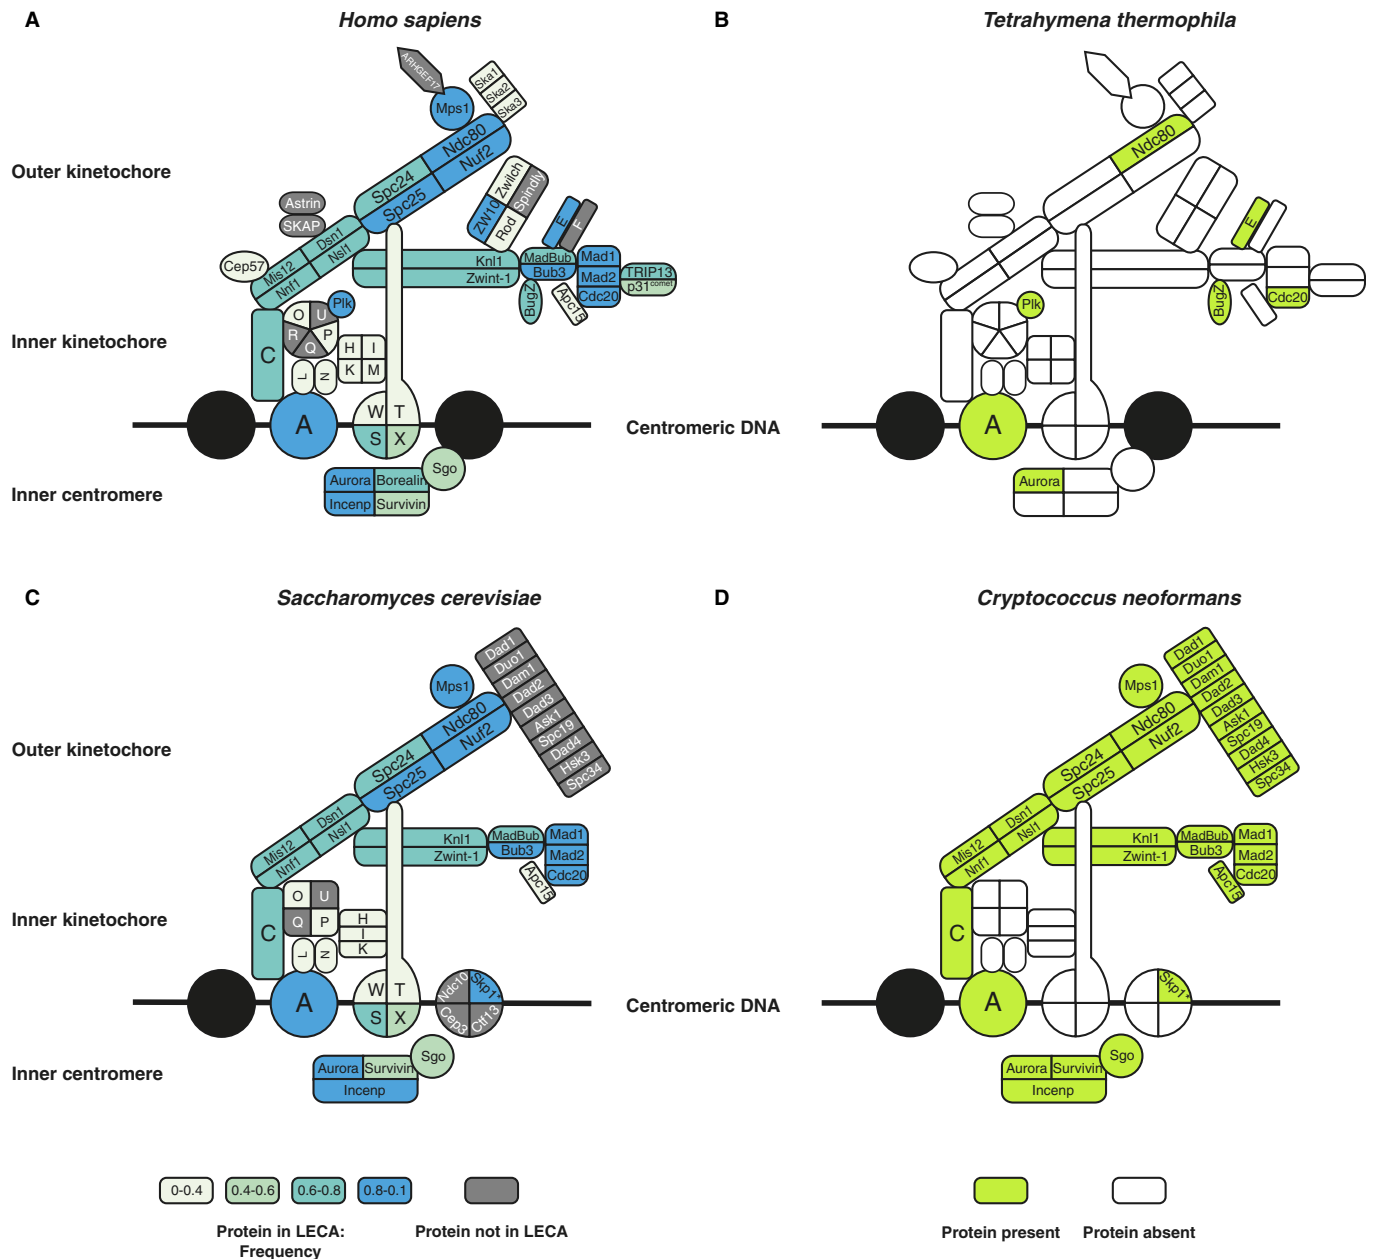 A
Homo sapiens
ARHGEF17
Mps1
Ska1
Ska2
Ska3
Ndc80
Nuf2
Spc24
Spc25
Outer kinetochore
Zwilch
Spindly
ZW10
Rod
E
F
Astrin
SKAP
Dsn1
Nsl1
Mis12
Nnf1
Cep57
Knl1
Zwint-1
MadBub
Bub3
BugZ
Mad1
Mad2
Cdc20
TRIP13
p31comet
Apc15
Plk
O
U
R
P
Q
Inner kinetochore
C
H
I
K
M
L
N
A
W
T
S
X
Centromeric DNA
Sgo
Aurora
Borealin
Incenp
Survivin
Inner centromere
B
Tetrahymena thermophila
Ndc80
E
BugZ
Cdc20
Plk
A
Aurora
C
Saccharomyces cerevisiae
Dad1
Duo1
Dam1
Dad2
Dad3
Ask1
Spc19
Dad4
Hsk3
Spc34
Mps1
Ndc80
Nuf2
Spc24
Spc25
Outer kinetochore
Dsn1
Nsl1
Mis12
Nnf1
Knl1
Zwint-1
MadBub
Bub3
Mad1
Mad2
Cdc20
Apc15
O
U
Q
P
Inner kinetochore
C
H
I
K
L
N
A
W
T
S
X
Ndc10
Skp1*
Cep3
Ctf13
Centromeric DNA
Sgo
Aurora
Survivin
Incenp
Inner centromere
D
Cryptococcus neoformans
Dad1
Duo1
Dam1
Dad2
Dad3
Ask1
Spc19
Dad4
Hsk3
Spc34
Mps1
Ndc80
Nuf2
Spc24
Spc25
Dsn1
Nsl1
Mis12
Nnf1
Knl1
Zwint-1
MadBub
Bub3
Mad1
Mad2
Cdc20
Apc15
C
A
Skp1*
Sgo
Aurora
Survivin
Incenp
0-0.4
0.4-0.6
0.6-0.8
0.8-0.1
Protein in LECA:
Frequency
Protein not in LECA
Protein present
Protein absent